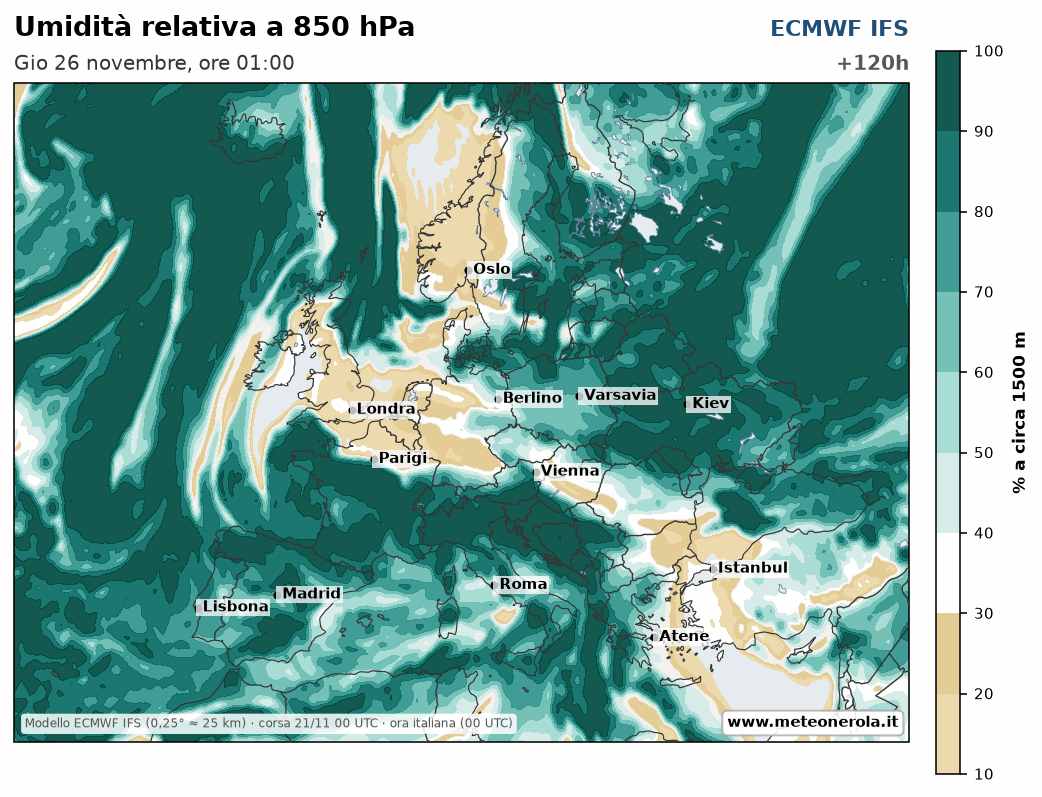 Umidità relativa a 850 hPa
ECMWF IFS
Gio 26 novembre, ore 01:00
+120h
100
90
80
70
60
50
40
30
20
10
% a circa 1500 m
Oslo
Berlino
Varsavia
Kiev
Londra
Parigi
Vienna
Istanbul
Roma
Madrid
Lisbona
Atene
Modello ECMWF IFS (0,25° ≈ 25 km) · corsa 21/11 00 UTC · ora italiana (00 UTC)
www.meteonerola.it